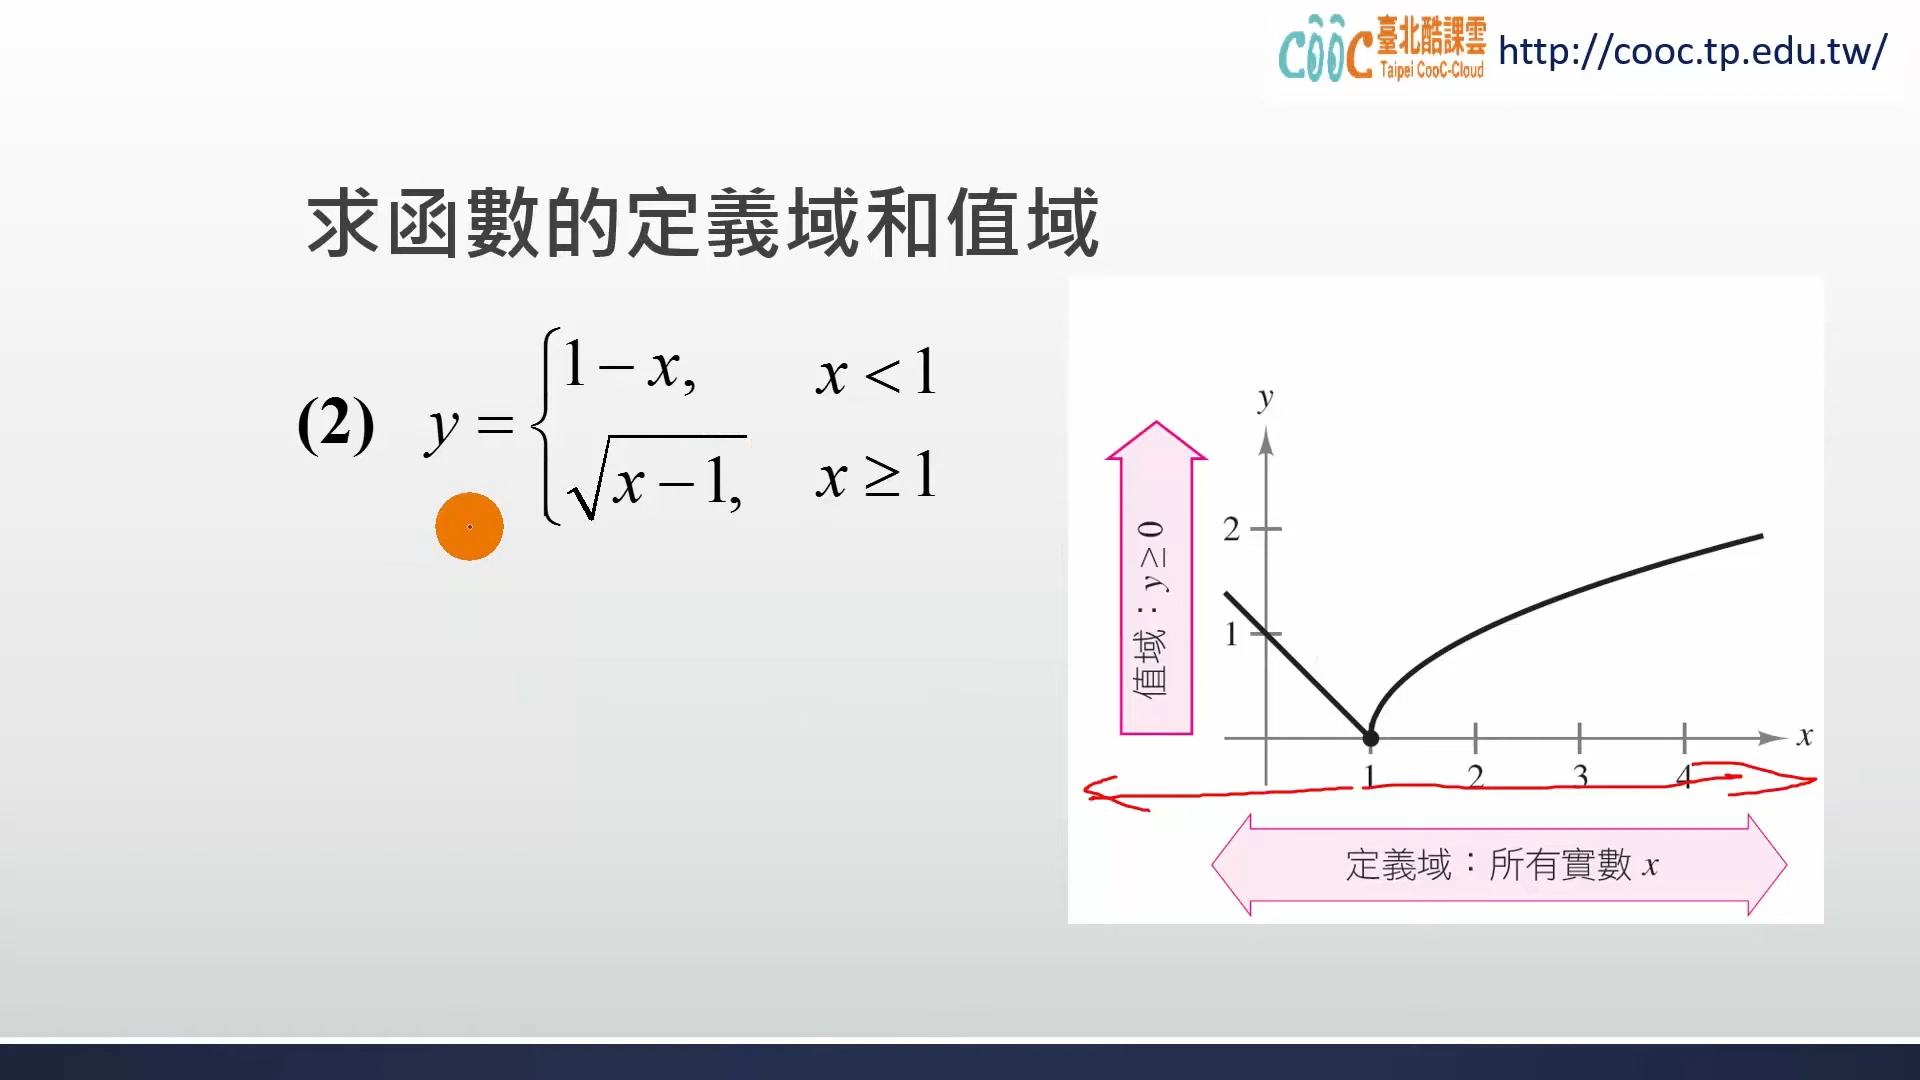 COOC 臺北酷課雲 http://cooc.tp.edu.tw/
Taipei CooC-Cloud
求函數的定義域和值域
(2) y = { 1 − x, x < 1
√x − 1, x ≥ 1
y
2
1
值域：y ≥ 0
x
1 2 3 4
定義域：所有實數 x